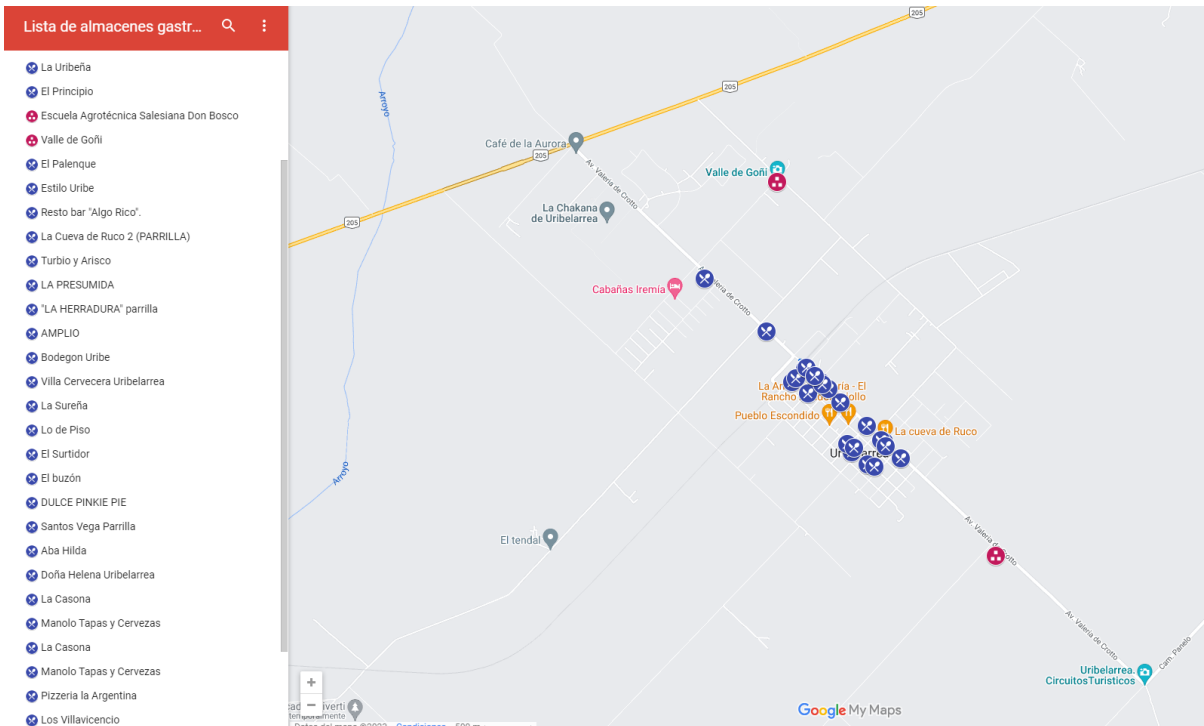 Lista de almacenes gastr...
La Uribeña
El Principio
Escuela Agrotécnica Salesiana Don Bosco
Valle de Goñi
El Palenque
Estilo Uribe
Resto bar "Algo Rico".
La Cueva de Ruco 2 (PARRILLA)
Turbio y Arisco
LA PRESUMIDA
"LA HERRADURA" parrilla
AMPLIO
Bodegon Uribe
Villa Cervecera Uribelarrea
La Sureña
Lo de Piso
El Surtidor
El buzón
DULCE PINKIE PIE
Santos Vega Parrilla
Aba Hilda
Doña Helena Uribelarrea
La Casona
Manolo Tapas y Cervezas
La Casona
Manolo Tapas y Cervezas
Pizzeria la Argentina
Los Villavicencio
205
205
205
205
Arroyo
Arroyo
Café de la Aurora
Av. Valeria de Crotto
Valle de Goñi
La Chakana
de Uribelarrea
Cabañas Iremía
Valeria de Crotto
La
El
Rancho
Pueblo Escondido
La cueva de Ruco
El tendal
Av. Valeria de Crotto
Av. Valeria de Crotto
Cam. Panelo
Uribelarrea.
CircuitosTuristicos
+
−
Google My Maps